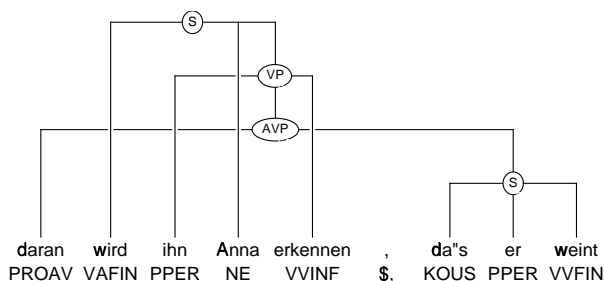 S
VP
AVP
S
daran wird ihn Anna erkennen , da"s er weint
PROAV VAFIN PPER NE VVINF $, KOUS PPER VVFIN